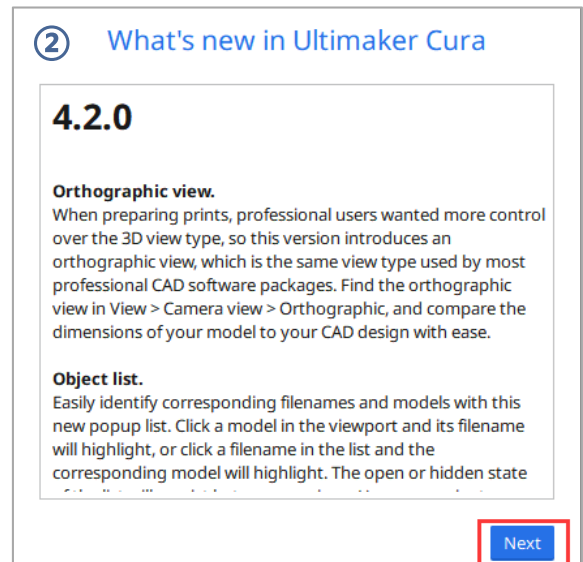 ② What's new in Ultimaker Cura
4.2.0
Orthographic view.
When preparing prints, professional users wanted more control
over the 3D view type, so this version introduces an
orthographic view, which is the same view type used by most
professional CAD software packages. Find the orthographic
view in View > Camera view > Orthographic, and compare the
dimensions of your model to your CAD design with ease.
Object list.
Easily identify corresponding filenames and models with this
new popup list. Click a model in the viewport and its filename
will highlight, or click a filename in the list and the
corresponding model will highlight. The open or hidden state
Next